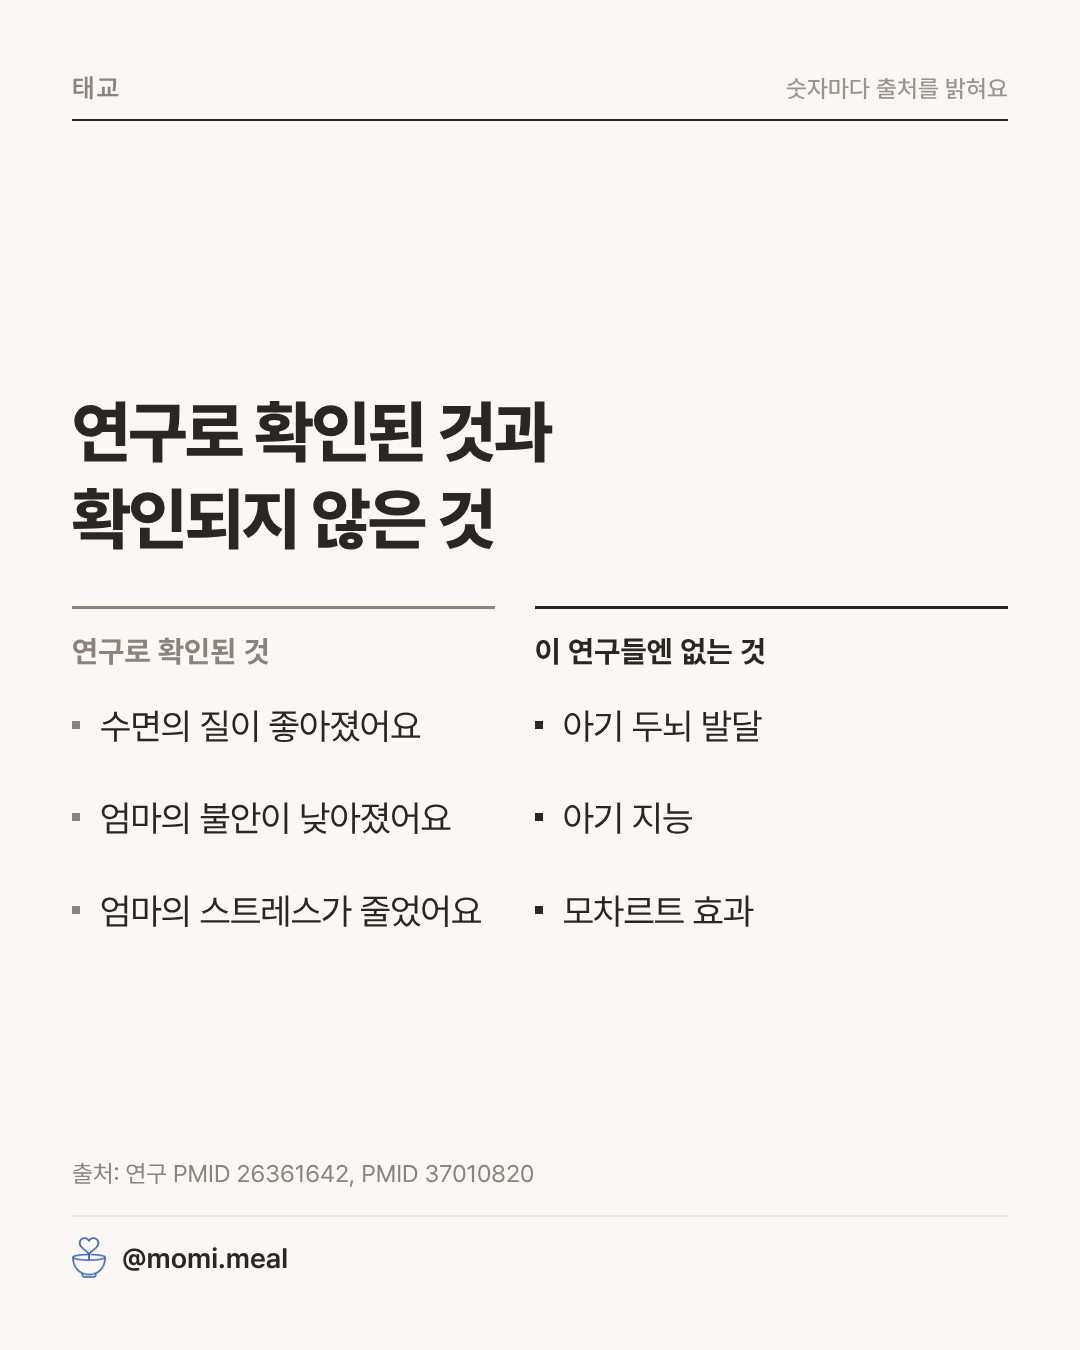 태교
숫자마다 출처를 밝혀요
연구로 확인된 것과
확인되지 않은 것
연구로 확인된 것
수면의 질이 좋아졌어요
엄마의 불안이 낮아졌어요
엄마의 스트레스가 줄었어요
이 연구들엔 없는 것
아기 두뇌 발달
아기 지능
모차르트 효과
출처: 연구 PMID 26361642, PMID 37010820
@momi.meal